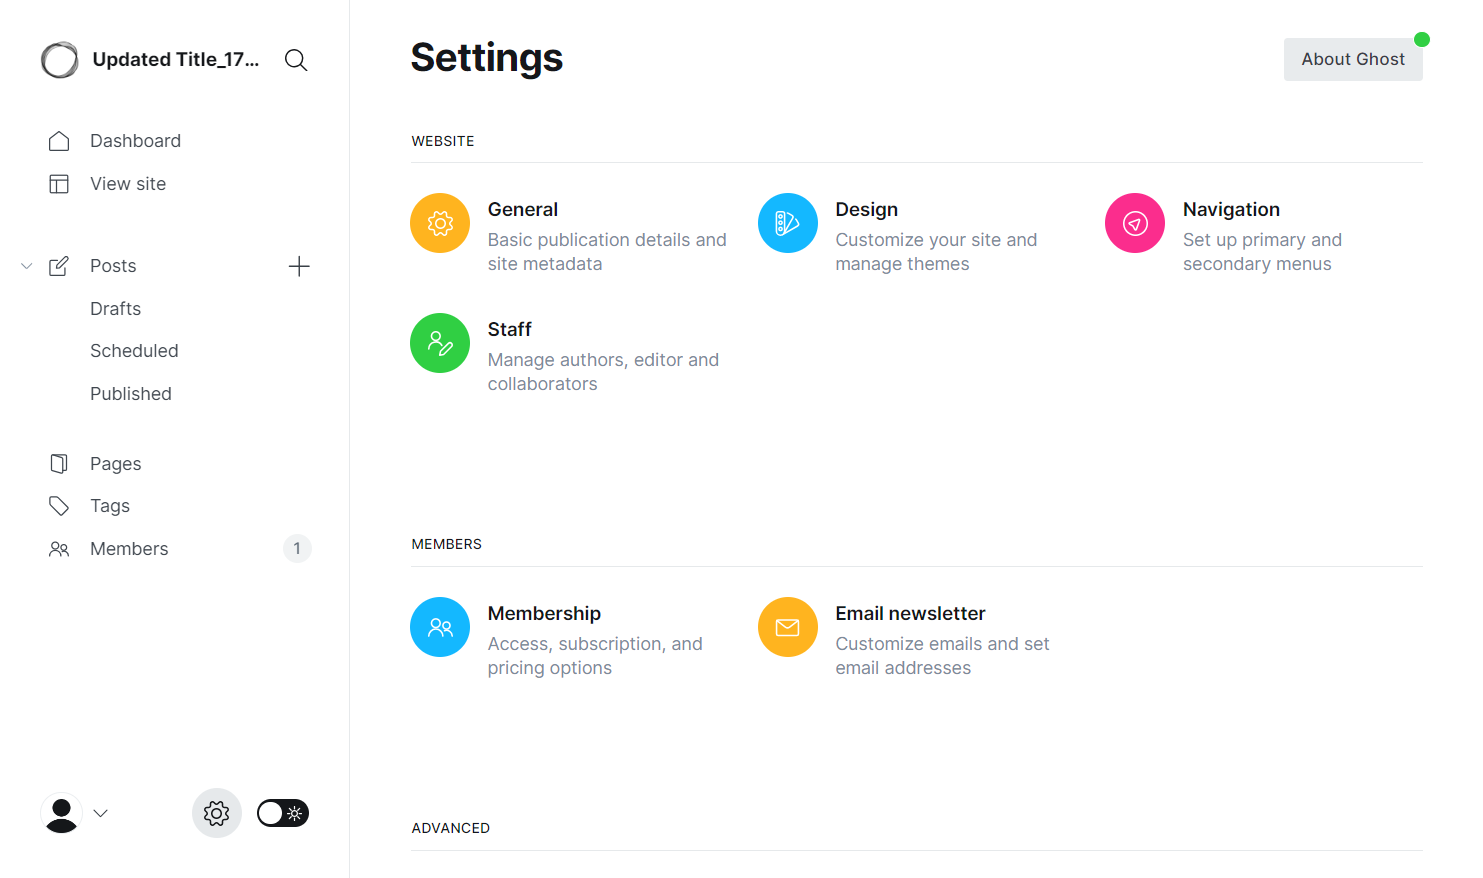 Updated Title_17...
Dashboard
View site
Posts
Drafts
Scheduled
Published
Pages
Tags
Members
1
Settings
About Ghost
WEBSITE
General
Basic publication details and
site metadata
Design
Customize your site and
manage themes
Navigation
Set up primary and
secondary menus
Staff
Manage authors, editor and
collaborators
MEMBERS
Membership
Access, subscription, and
pricing options
Email newsletter
Customize emails and set
email addresses
ADVANCED